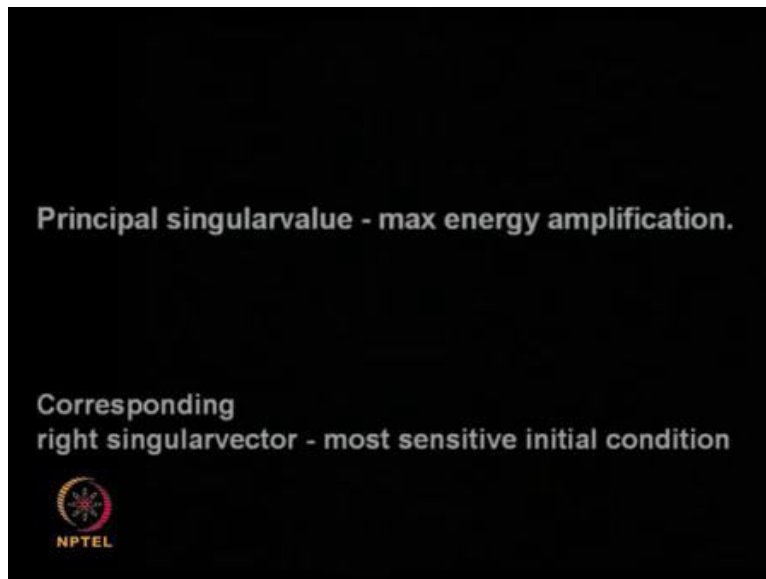 Principal singularvalue - max energy amplification.
Corresponding
right singularvector - most sensitive initial condition
NPTEL